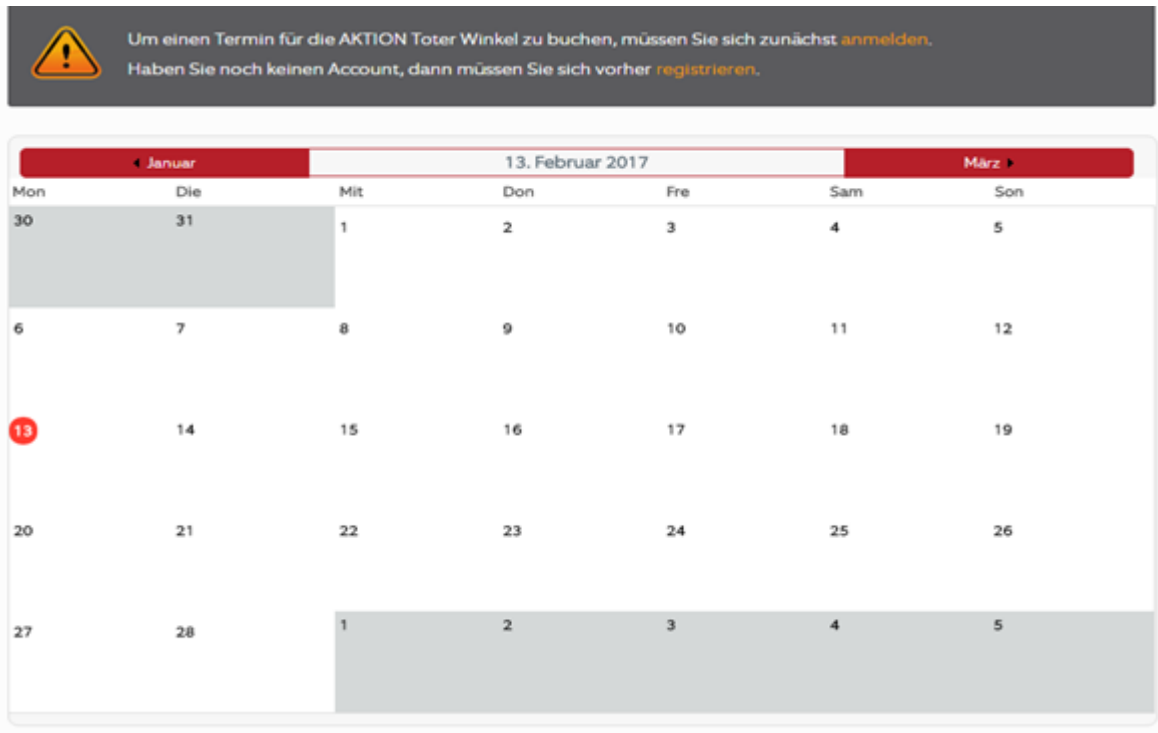 Um einen Termin für die AKTION Toter Winkel zu buchen, müssen Sie sich zunächst anmelden.
Haben Sie noch keinen Account, dann müssen Sie sich vorher registrieren.
Januar 13. Februar 2017 März
Mon Die Mit Don Fre Sam Son
30 31 1 2 3 4 5
6 7 8 9 10 11 12
13 14 15 16 17 18 19
20 21 22 23 24 25 26
27 28 1 2 3 4 5